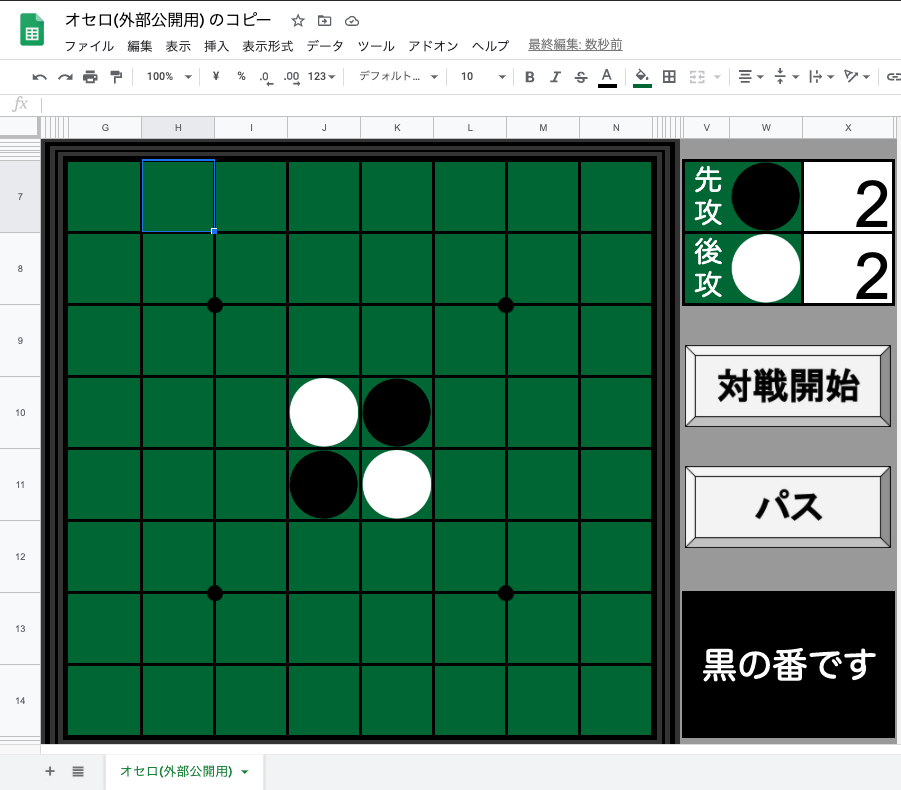 オセロ(外部公開用) のコピー
ファイル 編集 表示 挿入 表示形式 データ ツール アドオン ヘルプ 最終編集: 数秒前
100% ¥ % .0 .00 123 デフォルト... 10 B I S A
fx
G H I J K L M N V W X
7
先攻 2
8
後攻 2
9
10
対戦開始
11
パス
12
13
黒の番です
14
+ オセロ(外部公開用)